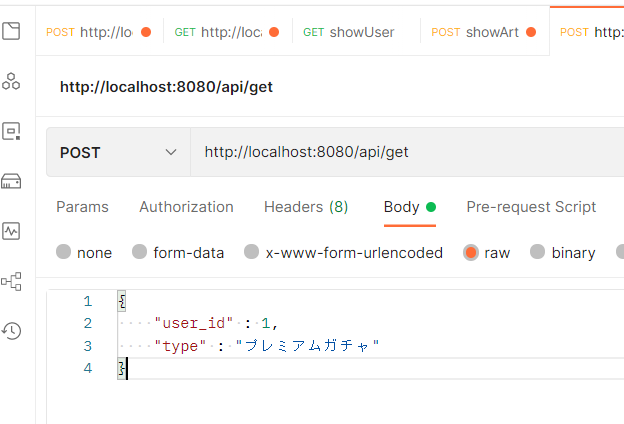 POST http://lo GET http://loc GET showUser POST showArt POST http:
http://localhost:8080/api/get
POST http://localhost:8080/api/get
Params Authorization Headers (8) Body Pre-request Script
none form-data x-www-form-urlencoded raw binary
1 {
2 "user_id" : 1,
3 "type" : "プレミアムガチャ"
4 }